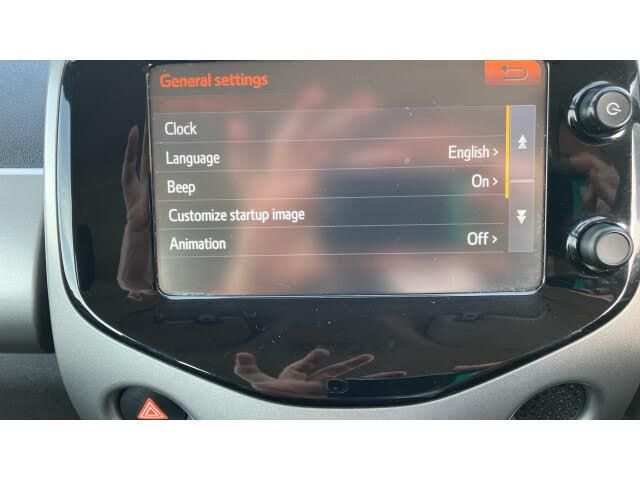 General settings
Clock
Language English >
Beep On >
Customize startup image
Animation Off >